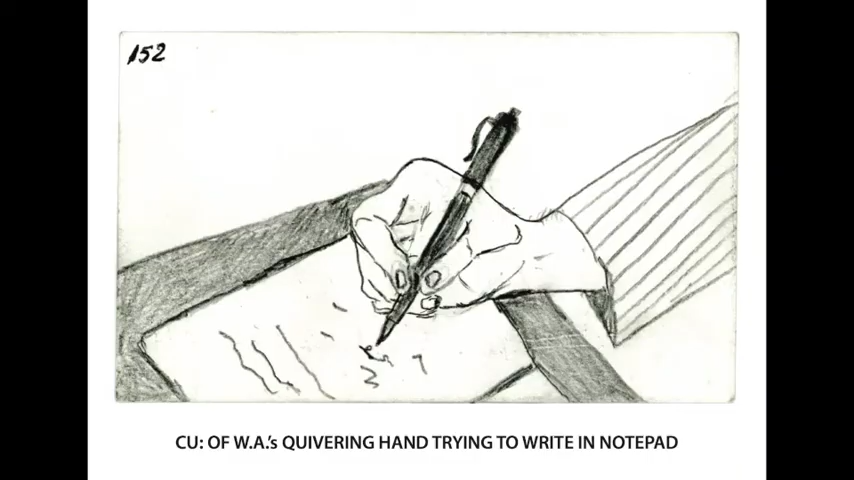 152
CU: OF W.A.'s QUIVERING HAND TRYING TO WRITE IN NOTEPAD